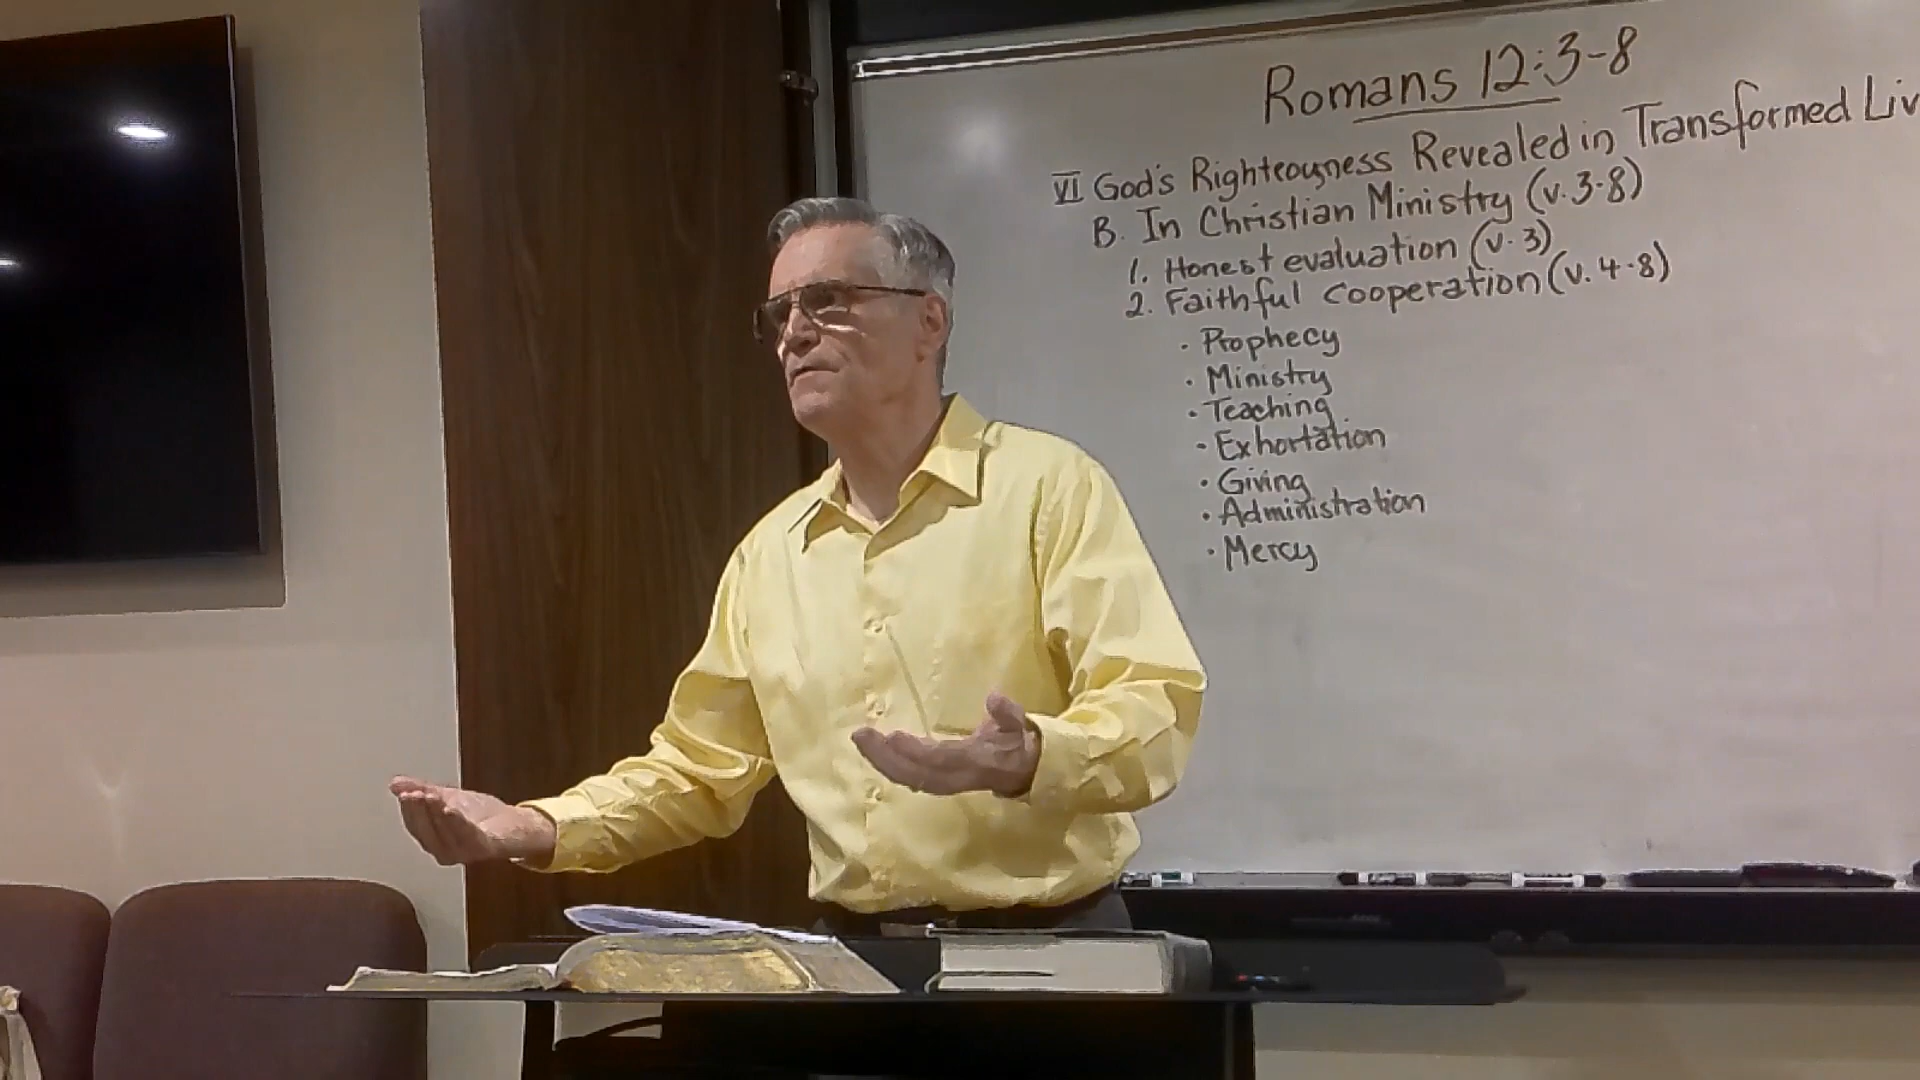 Romans 12:3-8
VI God's Righteousness Revealed in Transformed Liv
B. In Christian Ministry (v. 3-8)
1. Honest evaluation (v. 3)
2. Faithful cooperation (v. 4-8)
• Prophecy
• Ministry
• Teaching
• Exhortation
• Giving
• Administration
• Mercy